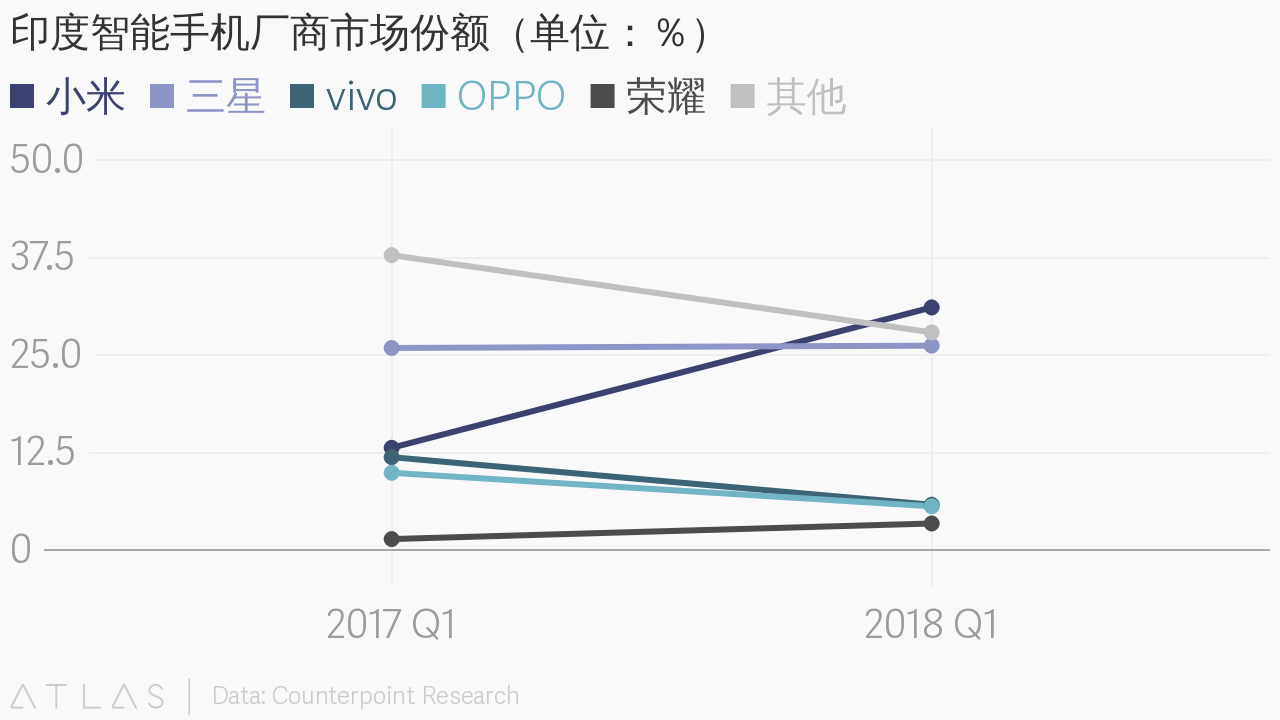 印度智能手机厂商市场份额（单位：%）
小米 三星 vivo OPPO 荣耀 其他
50.0
37.5
25.0
12.5
0
2017 Q1 2018 Q1
ATLAS | Data: Counterpoint Research